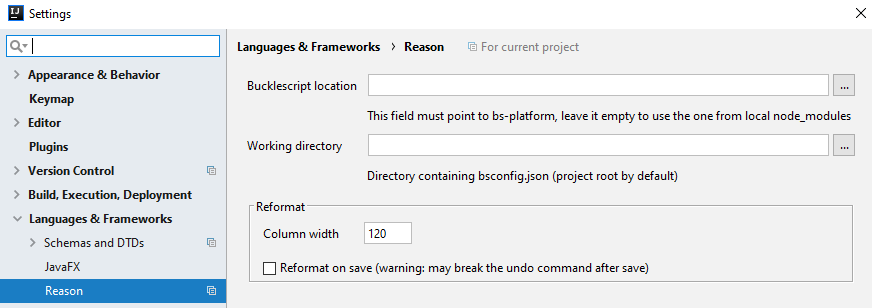 IJ Settings
Languages & Frameworks › Reason For current project
Appearance & Behavior
Keymap
Editor
Plugins
Version Control
Build, Execution, Deployment
Languages & Frameworks
Schemas and DTDs
JavaFX
Reason
Bucklescript location ...
This field must point to bs-platform, leave it empty to use the one from local node_modules
Working directory ...
Directory containing bsconfig.json (project root by default)
Reformat
Column width 120
Reformat on save (warning: may break the undo command after save)